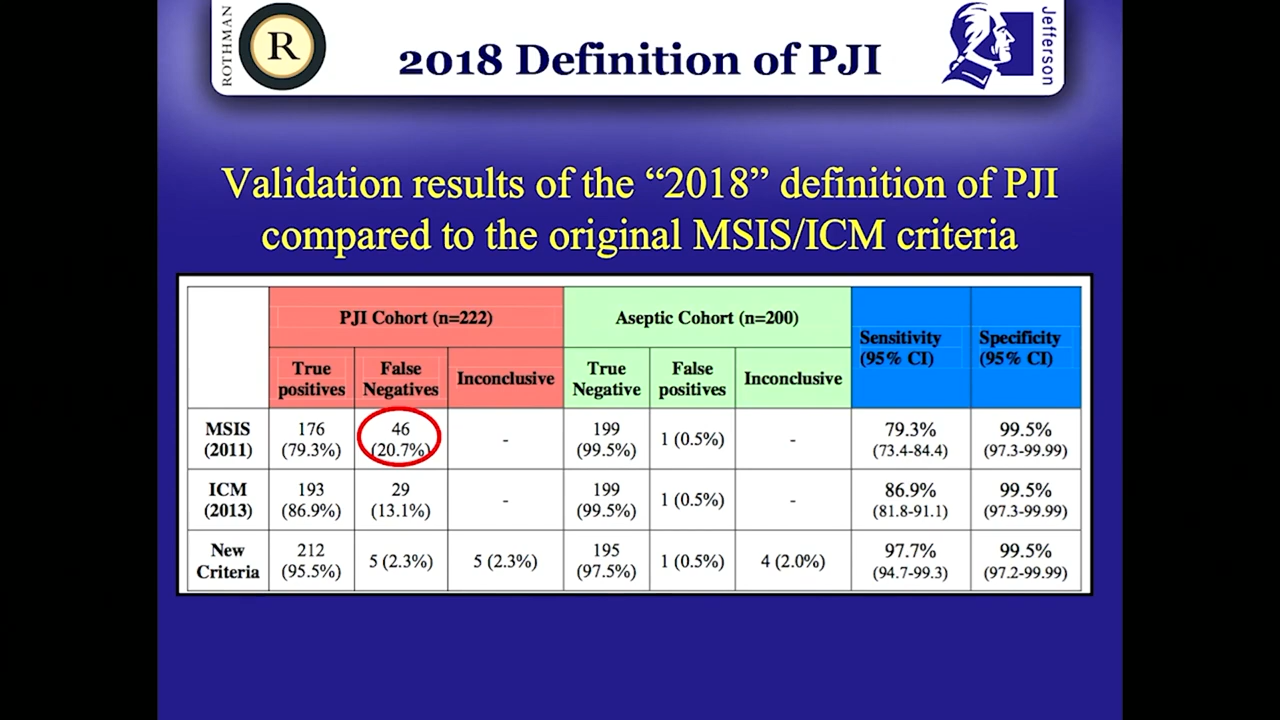 ROTHMAN
R
2018 Definition of PJI
Jefferson
Validation results of the “2018” definition of PJI
compared to the original MSIS/ICM criteria
PJI Cohort (n=222)
Aseptic Cohort (n=200)
Sensitivity
(95% CI)
Specificity
(95% CI)
True
positives
False
Negatives
Inconclusive
True
Negative
False
positives
Inconclusive
MSIS
(2011)
176
(79.3%)
46
(20.7%)
-
199
(99.5%)
1 (0.5%)
-
79.3%
(73.4-84.4)
99.5%
(97.3-99.99)
ICM
(2013)
193
(86.9%)
29
(13.1%)
-
199
(99.5%)
1 (0.5%)
-
86.9%
(81.8-91.1)
99.5%
(97.3-99.99)
New
Criteria
212
(95.5%)
5 (2.3%)
5 (2.3%)
195
(97.5%)
1 (0.5%)
4 (2.0%)
97.7%
(94.7-99.3)
99.5%
(97.2-99.99)